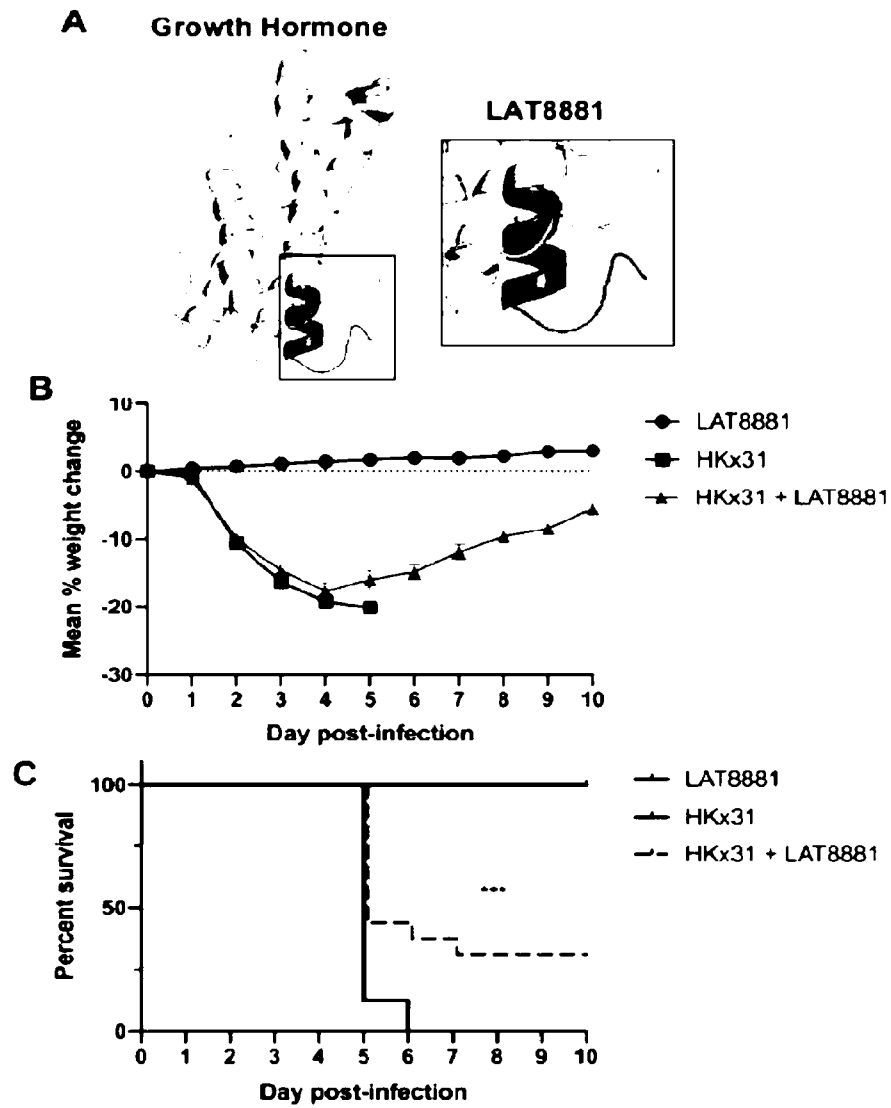 A
Growth Hormone
LAT8881
B
Mean % weight change
10
0
-10
-20
-30
0 1 2 3 4 5 6 7 8 9 10
Day post-infection
LAT8881
HKx31
HKx31 + LAT8881
C
Percent survival
100
50
0
0 1 2 3 4 5 6 7 8 9 10
Day post-infection
LAT8881
HKx31
HKx31 + LAT8881